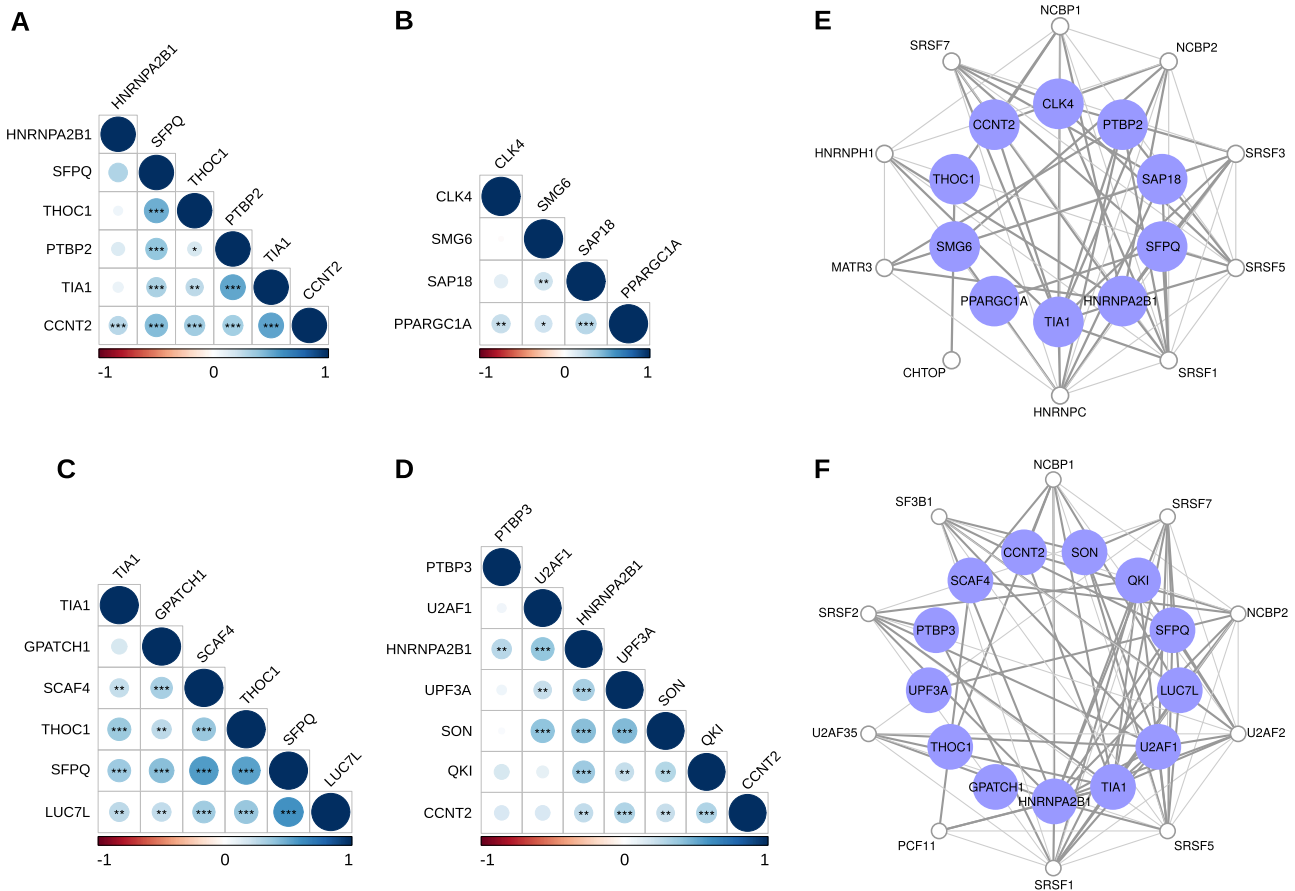 A
HNRNPA2B1
SFPQ
THOC1
PTBP2
TIA1
CCNT2
HNRNPA2B1
SFPQ
THOC1 ***
PTBP2 *** *
TIA1 *** ** ***
CCNT2 *** *** *** *** ***
-1 0 1
B
CLK4
SMG6
SAP18
PPARGC1A
CLK4
SMG6
SAP18 **
PPARGC1A ** * ***
-1 0 1
E
NCBP1
SRSF7
NCBP2
CLK4
CCNT2
PTBP2
HNRNPH1
SRSF3
THOC1
SAP18
SMG6
SFPQ
MATR3
SRSF5
PPARGC1A
HNRNPA2B1
TIA1
CHTOP
SRSF1
HNRNPC
C
TIA1
GPATCH1
SCAF4
THOC1
SFPQ
LUC7L
TIA1
GPATCH1
SCAF4 ** ***
THOC1 *** ** ***
SFPQ *** *** *** ***
LUC7L ** ** *** *** ***
-1 0 1
D
PTBP3
U2AF1
HNRNPA2B1
UPF3A
SON
QKI
CCNT2
PTBP3
U2AF1
HNRNPA2B1 ** ***
UPF3A ** ***
SON *** *** ***
QKI *** ** **
CCNT2 ** *** ** ***
-1 0 1
F
NCBP1
SF3B1
SRSF7
CCNT2
SON
SCAF4
QKI
SRSF2
NCBP2
PTBP3
SFPQ
UPF3A
LUC7L
U2AF35
U2AF2
THOC1
U2AF1
GPATCH1
TIA1
HNRNPA2B1
PCF11
SRSF5
SRSF1